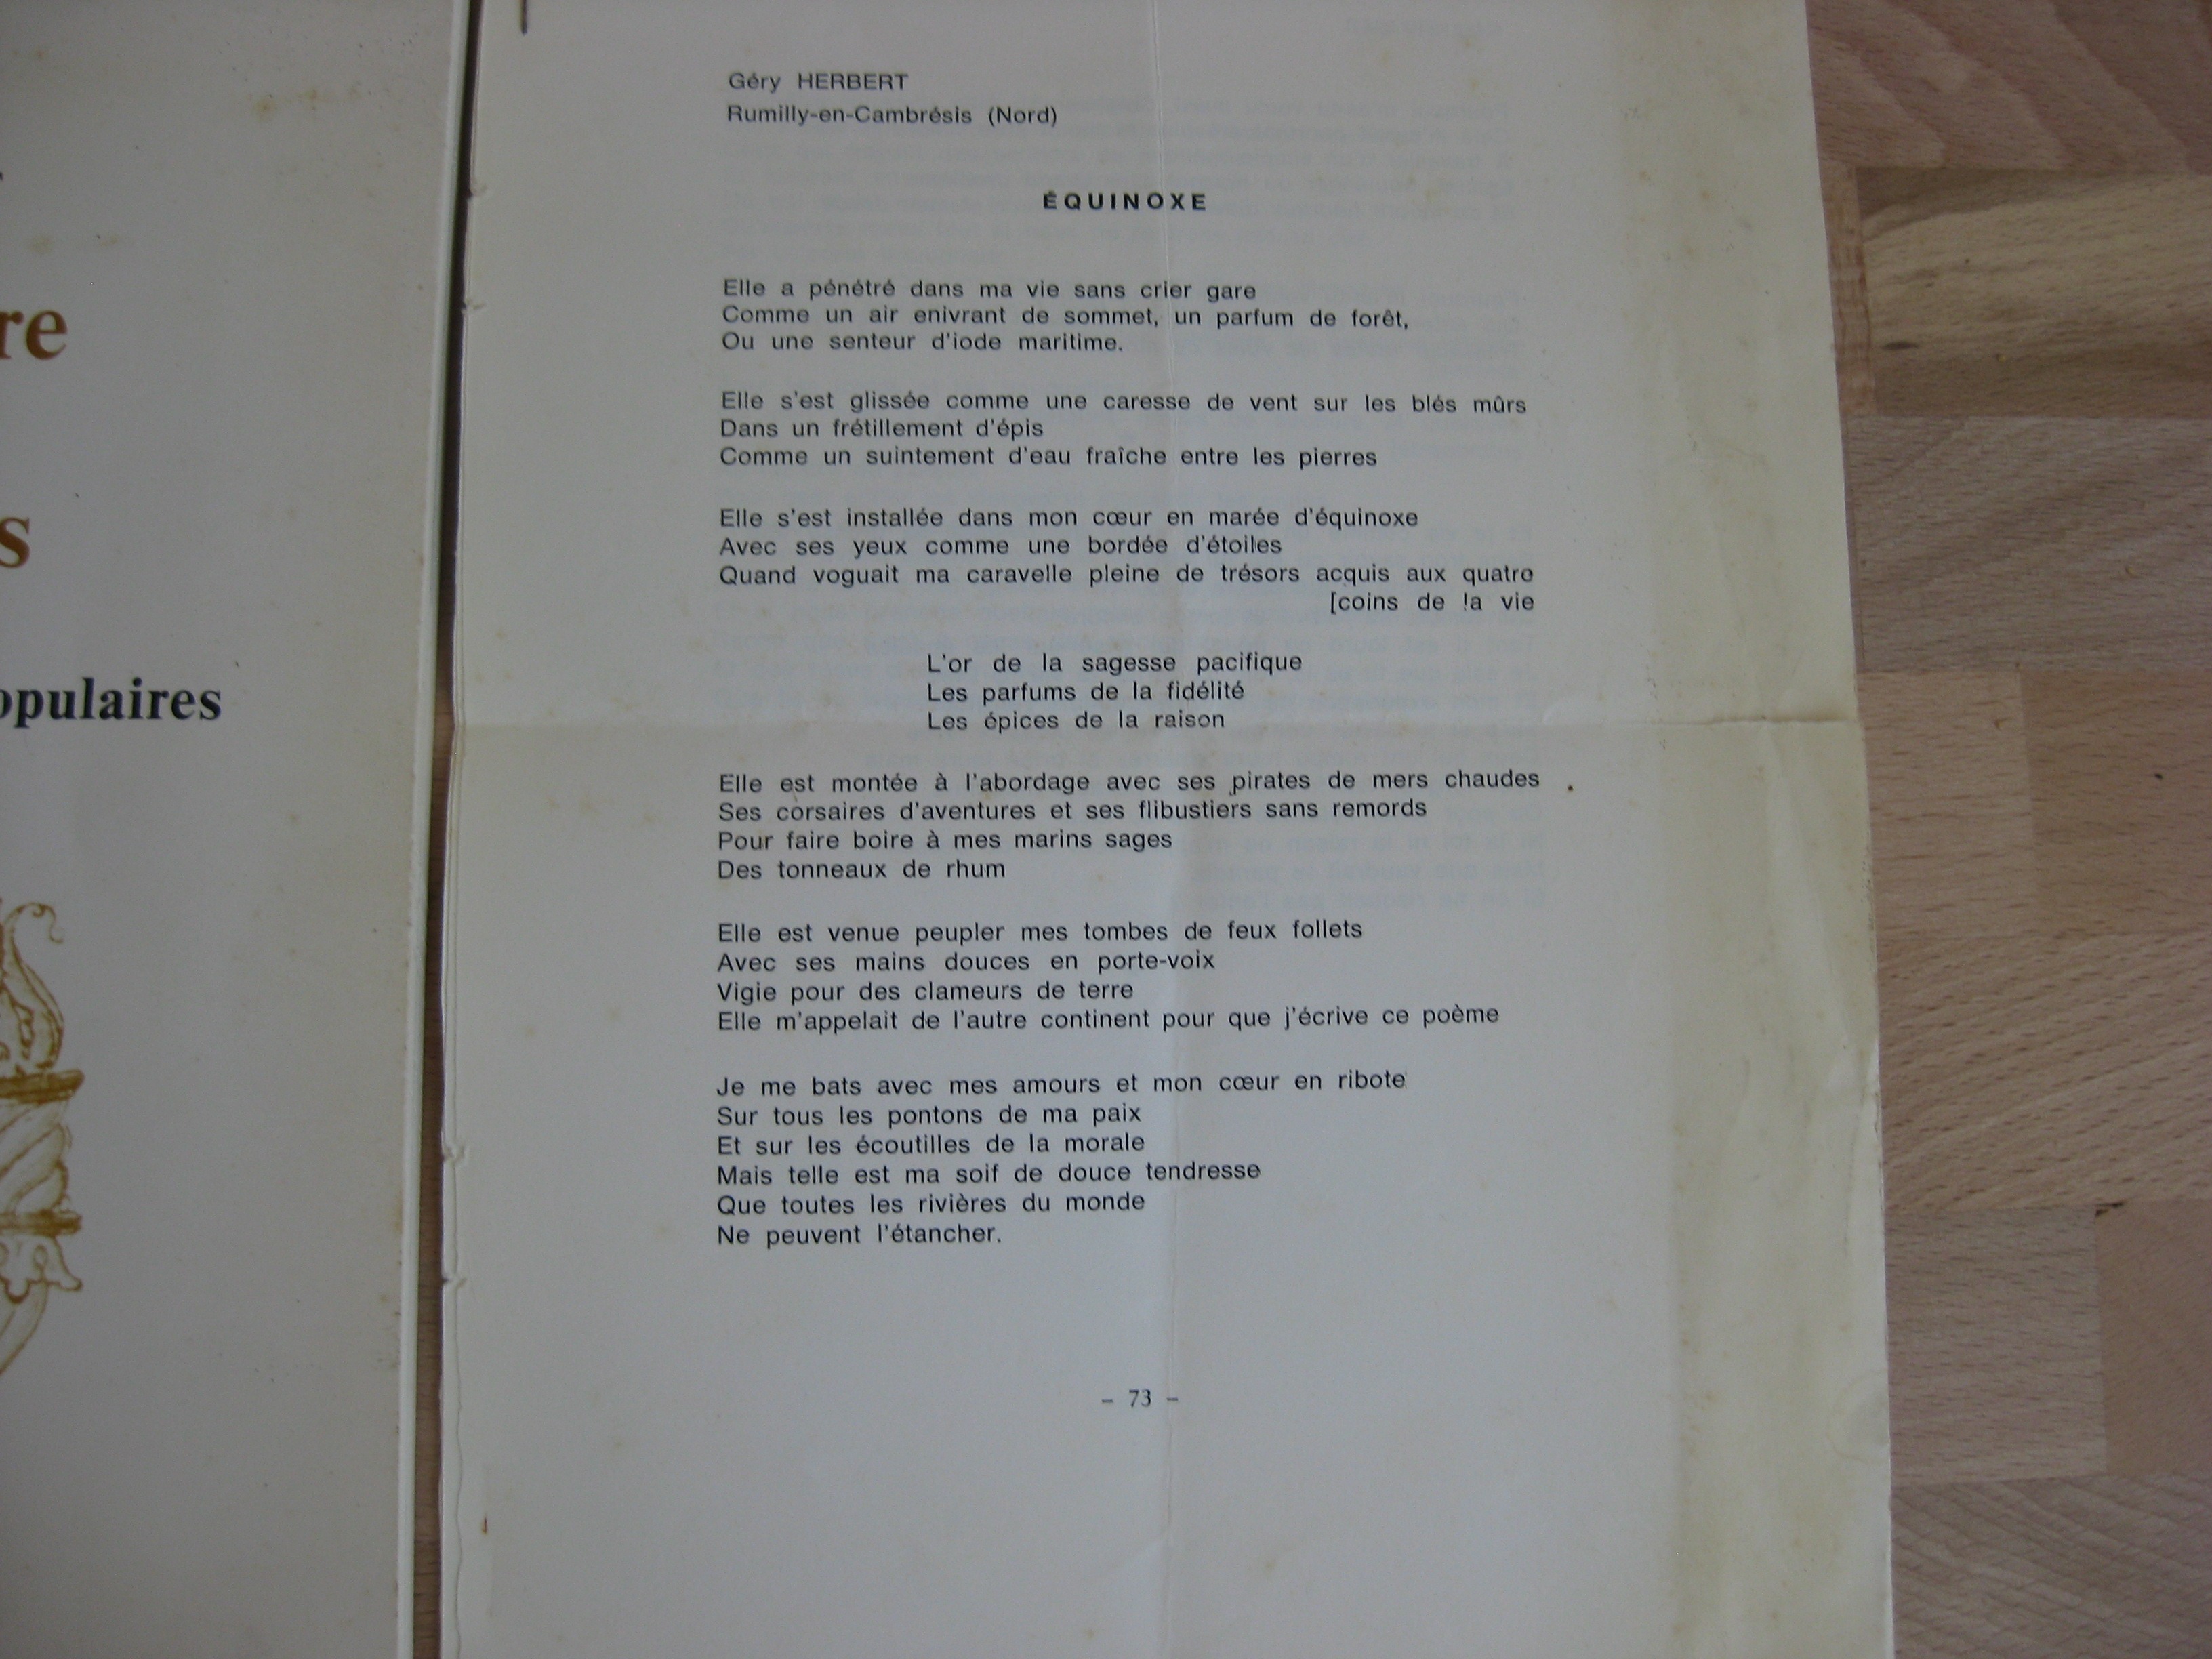 re
s
opulaires
Géry HERBERT
Rumilly-en-Cambrésis (Nord)
ÉQUINOXE
Elle a pénétré dans ma vie sans crier gare
Comme un air enivrant de sommet, un parfum de forêt,
Ou une senteur d'iode maritime.
Elle s'est glissée comme une caresse de vent sur les blés mûrs
Dans un frétillement d'épis
Comme un suintement d'eau fraîche entre les pierres
Elle s'est installée dans mon cœur en marée d'équinoxe
Avec ses yeux comme une bordée d'étoiles
Quand voguait ma caravelle pleine de trésors acquis aux quatre
[coins de la vie
L'or de la sagesse pacifique
Les parfums de la fidélité
Les épices de la raison
Elle est montée à l'abordage avec ses pirates de mers chaudes
Ses corsaires d'aventures et ses flibustiers sans remords
Pour faire boire à mes marins sages
Des tonneaux de rhum
Elle est venue peupler mes tombes de feux follets
Avec ses mains douces en porte-voix
Vigie pour des clameurs de terre
Elle m'appelait de l'autre continent pour que j'écrive ce poème
Je me bats avec mes amours et mon cœur en ribote
Sur tous les pontons de ma paix
Et sur les écoutilles de la morale
Mais telle est ma soif de douce tendresse
Que toutes les rivières du monde
Ne peuvent l'étancher.
– 73 –